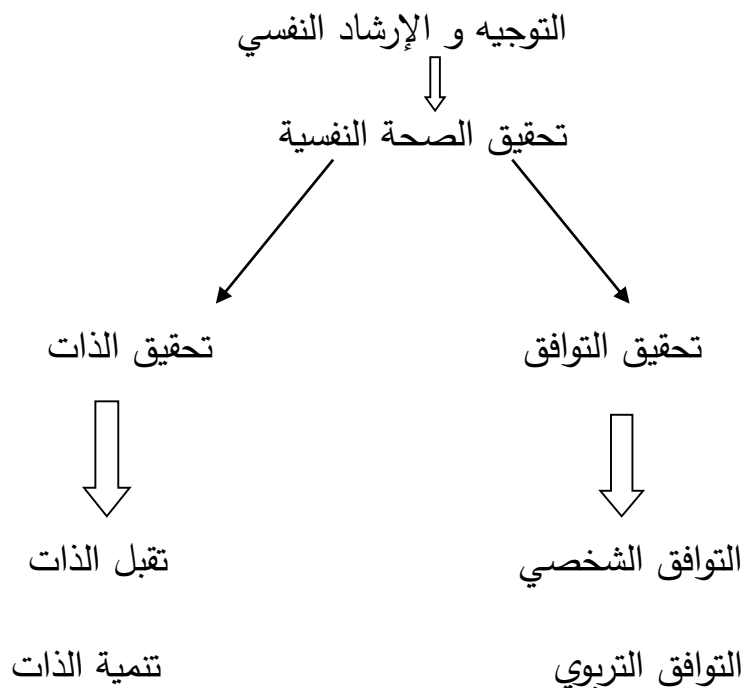 التوجيه و الإرشاد النفسي
تحقيق الصحة النفسية
تحقيق التوافق
تحقيق الذات
التوافق الشخصي
تقبل الذات
التوافق التربوي
تنمية الذات